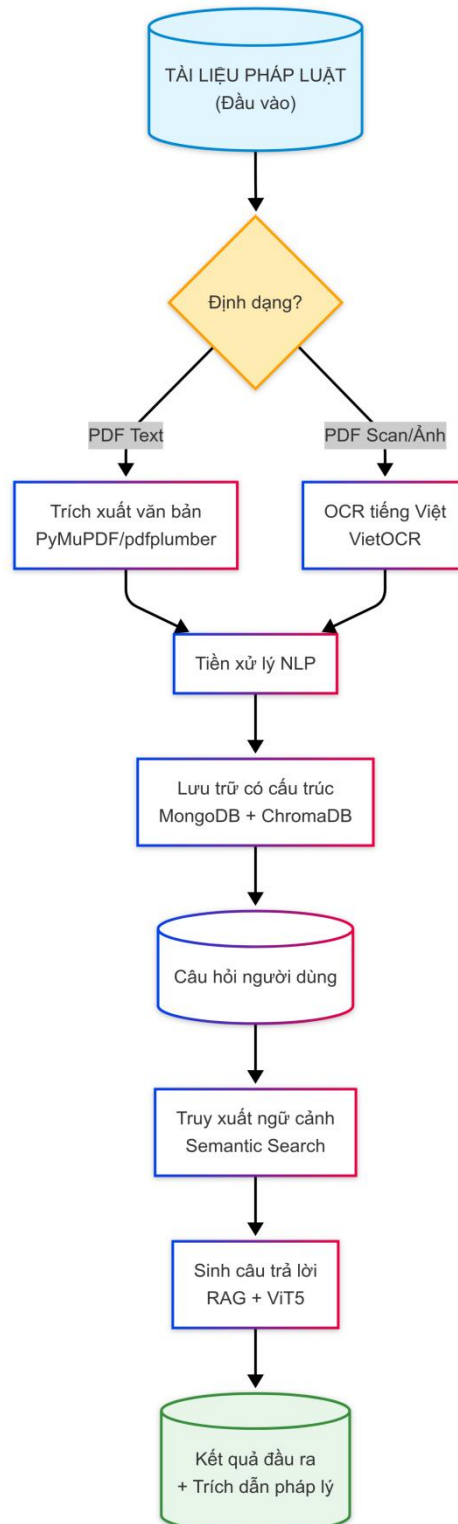 TÀI LIỆU PHÁP LUẬT
(Đầu vào)
Định dạng?
PDF Text
PDF Scan/Ảnh
Trích xuất văn bản
PyMuPDF/pdfplumber
OCR tiếng Việt
VietOCR
Tiền xử lý NLP
Lưu trữ có cấu trúc
MongoDB + ChromaDB
Câu hỏi người dùng
Truy xuất ngữ cảnh
Semantic Search
Sinh câu trả lời
RAG + ViT5
Kết quả đầu ra
+ Trích dẫn pháp lý